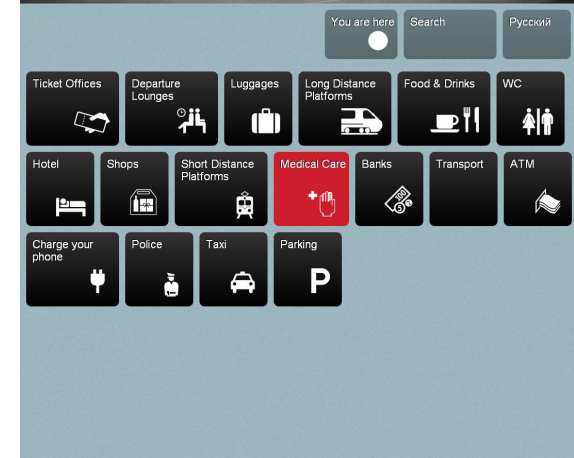 You are here
Search
Русский
Ticket Offices
Departure
Lounges
Luggages
Long Distance
Platforms
Food & Drinks
WC
Hotel
Shops
Short Distance
Platforms
Medical Care
Banks
Transport
ATM
Charge your
phone
Police
Taxi
Parking
P